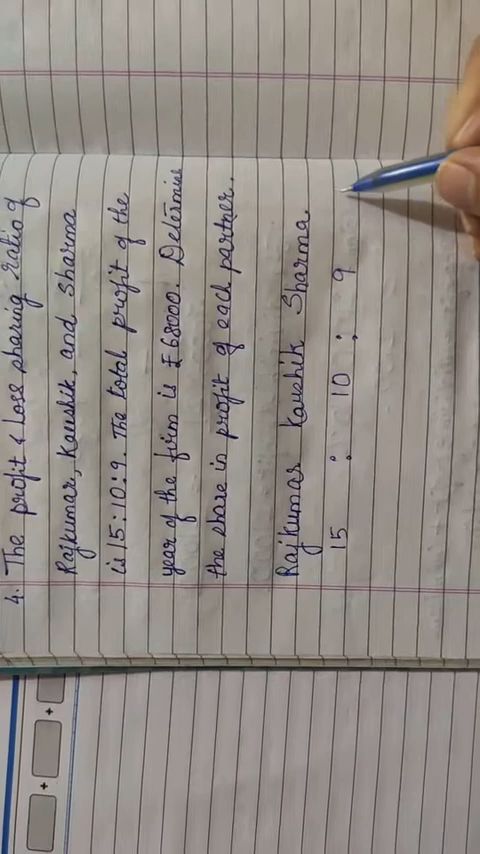 4. The profit & Loss sharing ratio of
Rajkumar, Kaushik, and Sharma
is 15:10:9. The total profit of the
year of the firm is ₹68000. Determine
the share in profit of each partner.
Rajkumar Kaushik Sharma
15 : 10 : 9
+ +